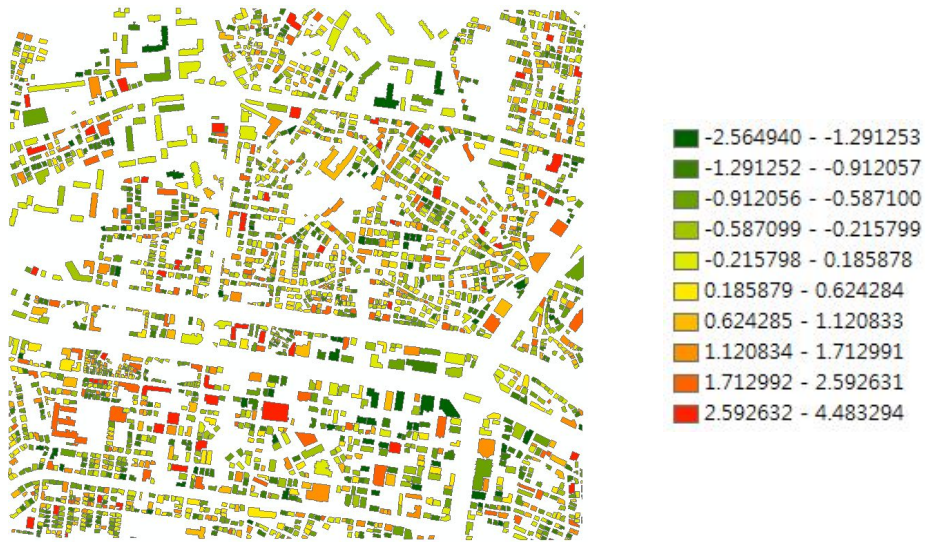 -2.564940 - -1.291253
-1.291252 - -0.912057
-0.912056 - -0.587100
-0.587099 - -0.215799
-0.215798 - 0.185878
0.185879 - 0.624284
0.624285 - 1.120833
1.120834 - 1.712991
1.712992 - 2.592631
2.592632 - 4.483294